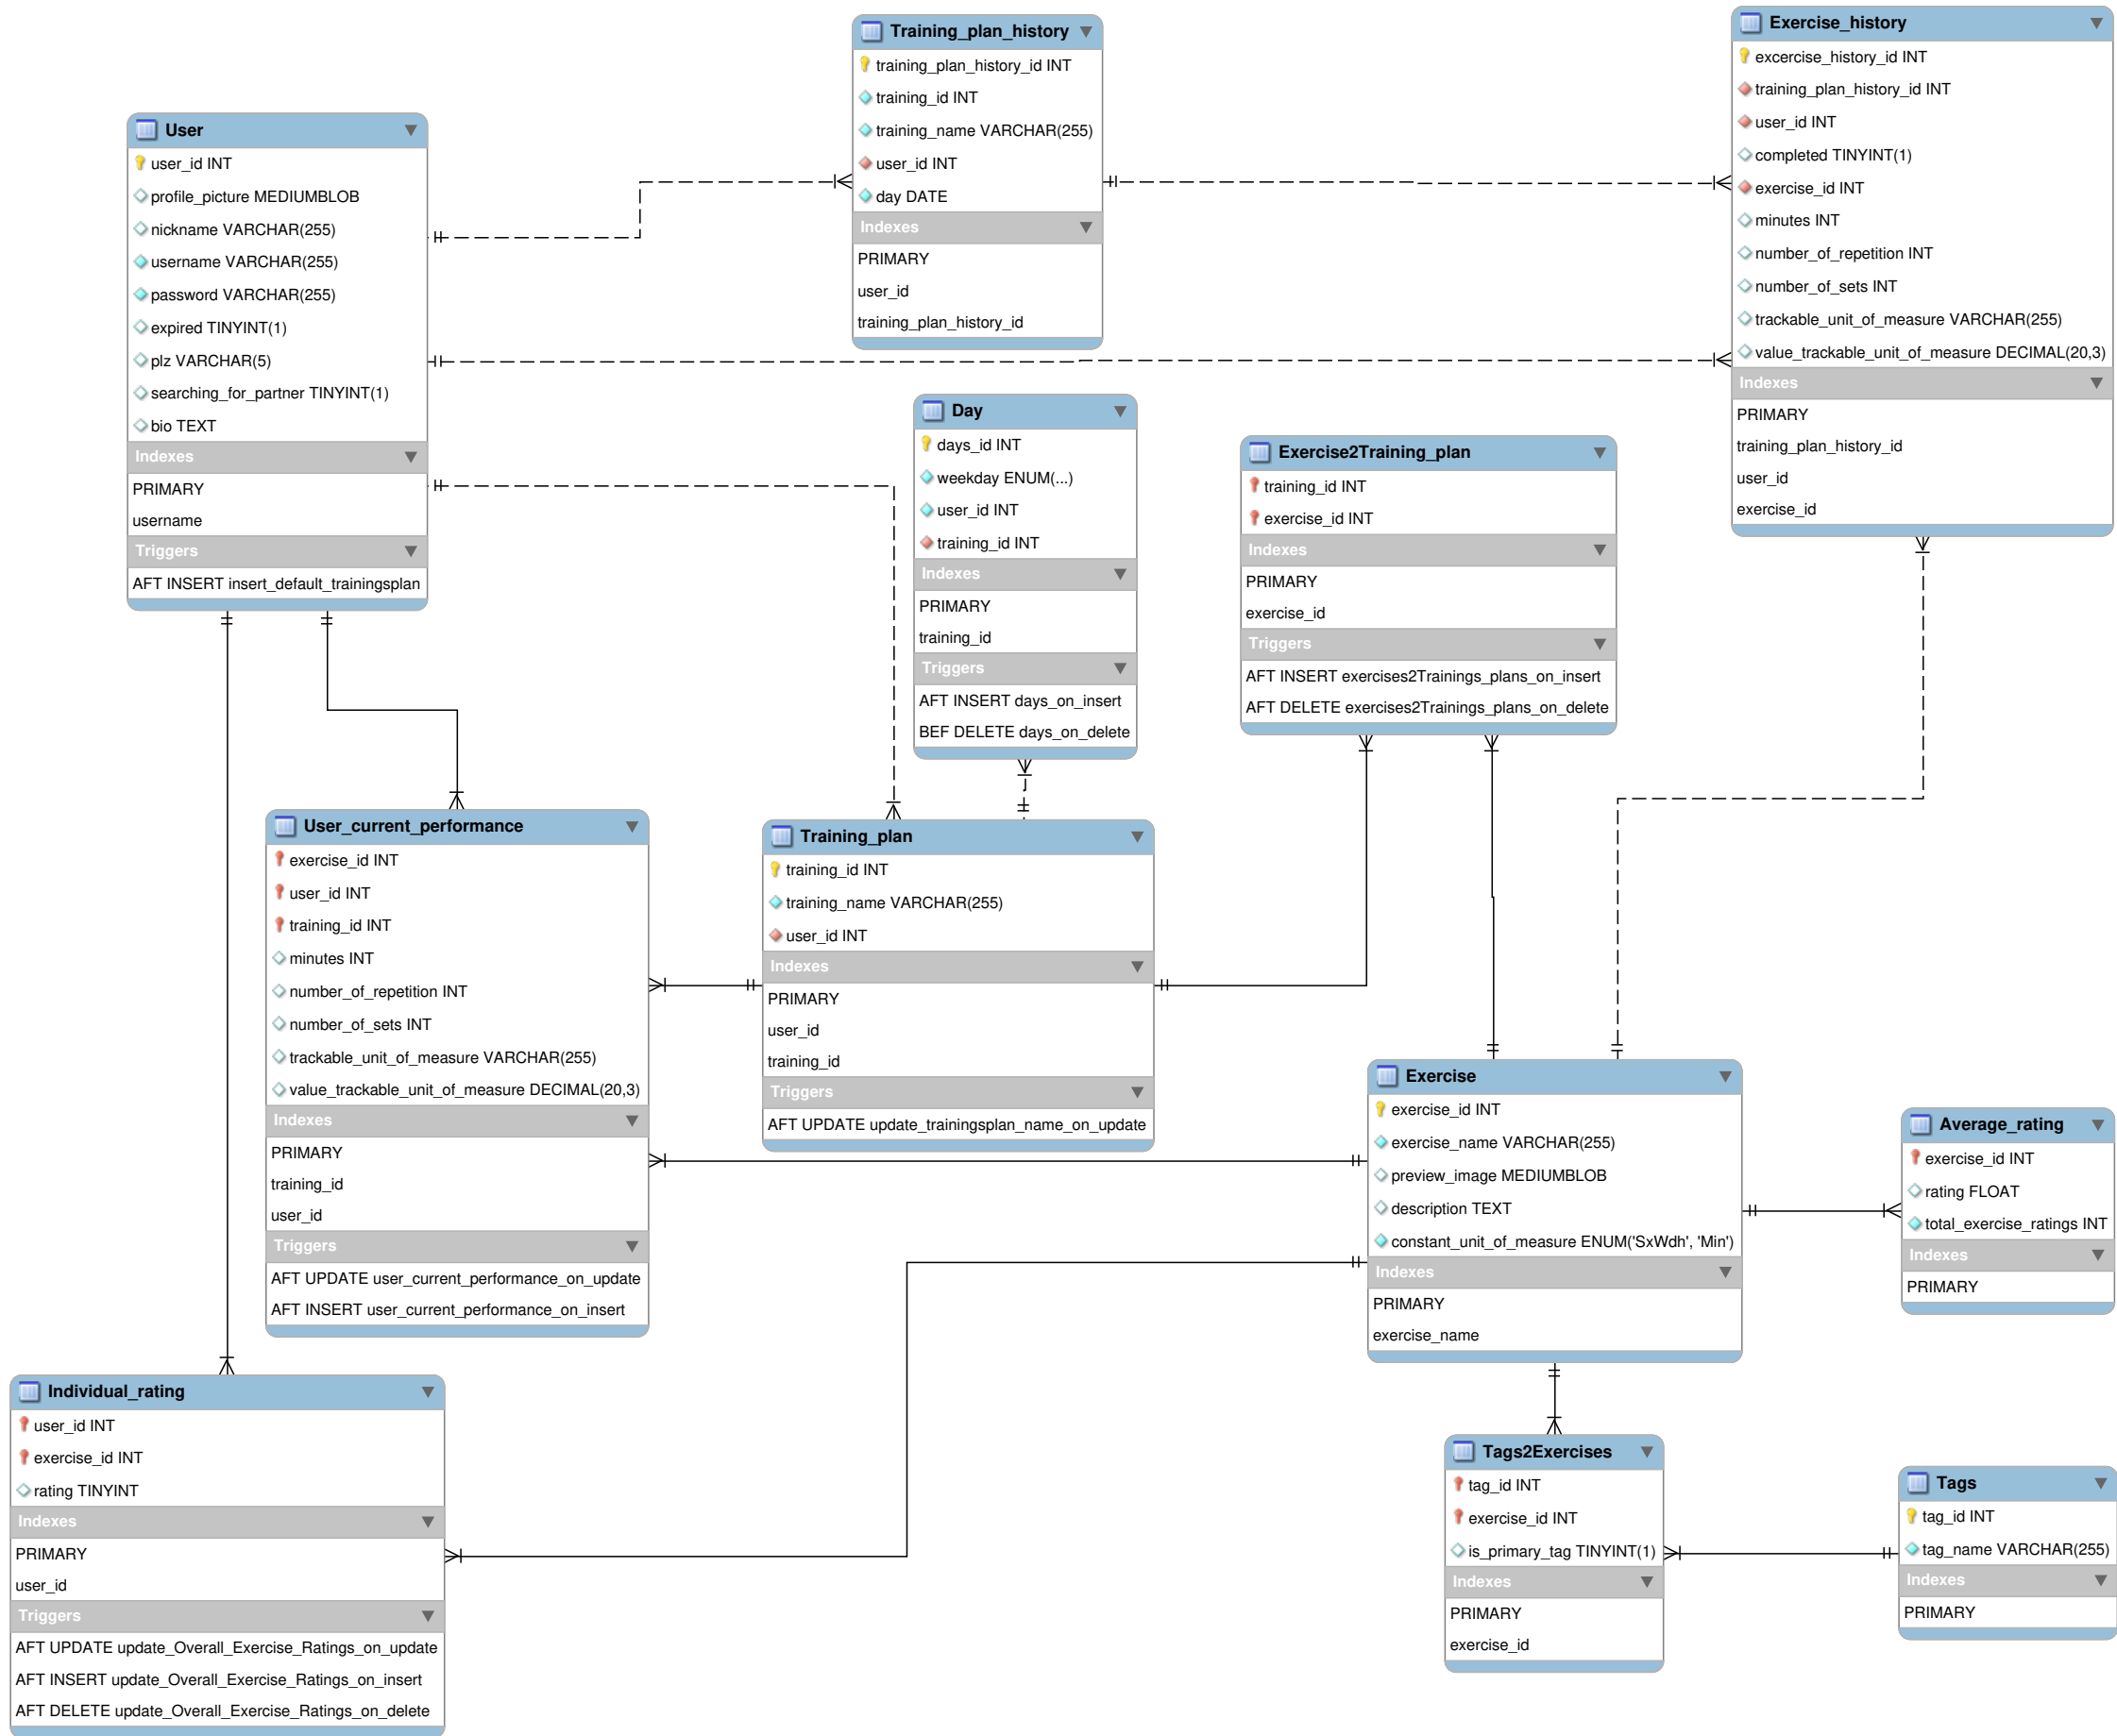 Training_plan_history
training_plan_history_id INT
training_id INT
training_name VARCHAR(255)
user_id INT
day DATE
Indexes
PRIMARY
user_id
training_plan_history_id
Exercise_history
excercise_history_id INT
training_plan_history_id INT
user_id INT
completed TINYINT(1)
exercise_id INT
minutes INT
number_of_repetition INT
number_of_sets INT
trackable_unit_of_measure VARCHAR(255)
value_trackable_unit_of_measure DECIMAL(20,3)
Indexes
PRIMARY
training_plan_history_id
user_id
exercise_id
User
user_id INT
profile_picture MEDIUMBLOB
nickname VARCHAR(255)
username VARCHAR(255)
password VARCHAR(255)
expired TINYINT(1)
plz VARCHAR(5)
searching_for_partner TINYINT(1)
bio TEXT
Indexes
PRIMARY
username
Triggers
AFT INSERT insert_default_trainingsplan
Day
days_id INT
weekday ENUM(...)
user_id INT
training_id INT
Indexes
PRIMARY
training_id
Triggers
AFT INSERT days_on_insert
BEF DELETE days_on_delete
Exercise2Training_plan
training_id INT
exercise_id INT
Indexes
PRIMARY
exercise_id
Triggers
AFT INSERT exercises2Trainings_plans_on_insert
AFT DELETE exercises2Trainings_plans_on_delete
User_current_performance
exercise_id INT
user_id INT
training_id INT
minutes INT
number_of_repetition INT
number_of_sets INT
trackable_unit_of_measure VARCHAR(255)
value_trackable_unit_of_measure DECIMAL(20,3)
Indexes
PRIMARY
training_id
user_id
Triggers
AFT UPDATE user_current_performance_on_update
AFT INSERT user_current_performance_on_insert
Training_plan
training_id INT
training_name VARCHAR(255)
user_id INT
Indexes
PRIMARY
user_id
training_id
Triggers
AFT UPDATE update_trainingsplan_name_on_update
Exercise
exercise_id INT
exercise_name VARCHAR(255)
preview_image MEDIUMBLOB
description TEXT
constant_unit_of_measure ENUM('SxWdh', 'Min')
Indexes
PRIMARY
exercise_name
Average_rating
exercise_id INT
rating FLOAT
total_exercise_ratings INT
Indexes
PRIMARY
Individual_rating
user_id INT
exercise_id INT
rating TINYINT
Indexes
PRIMARY
user_id
Triggers
AFT UPDATE update_Overall_Exercise_Ratings_on_update
AFT INSERT update_Overall_Exercise_Ratings_on_insert
AFT DELETE update_Overall_Exercise_Ratings_on_delete
Tags2Exercises
tag_id INT
exercise_id INT
is_primary_tag TINYINT(1)
Indexes
PRIMARY
exercise_id
Tags
tag_id INT
tag_name VARCHAR(255)
Indexes
PRIMARY